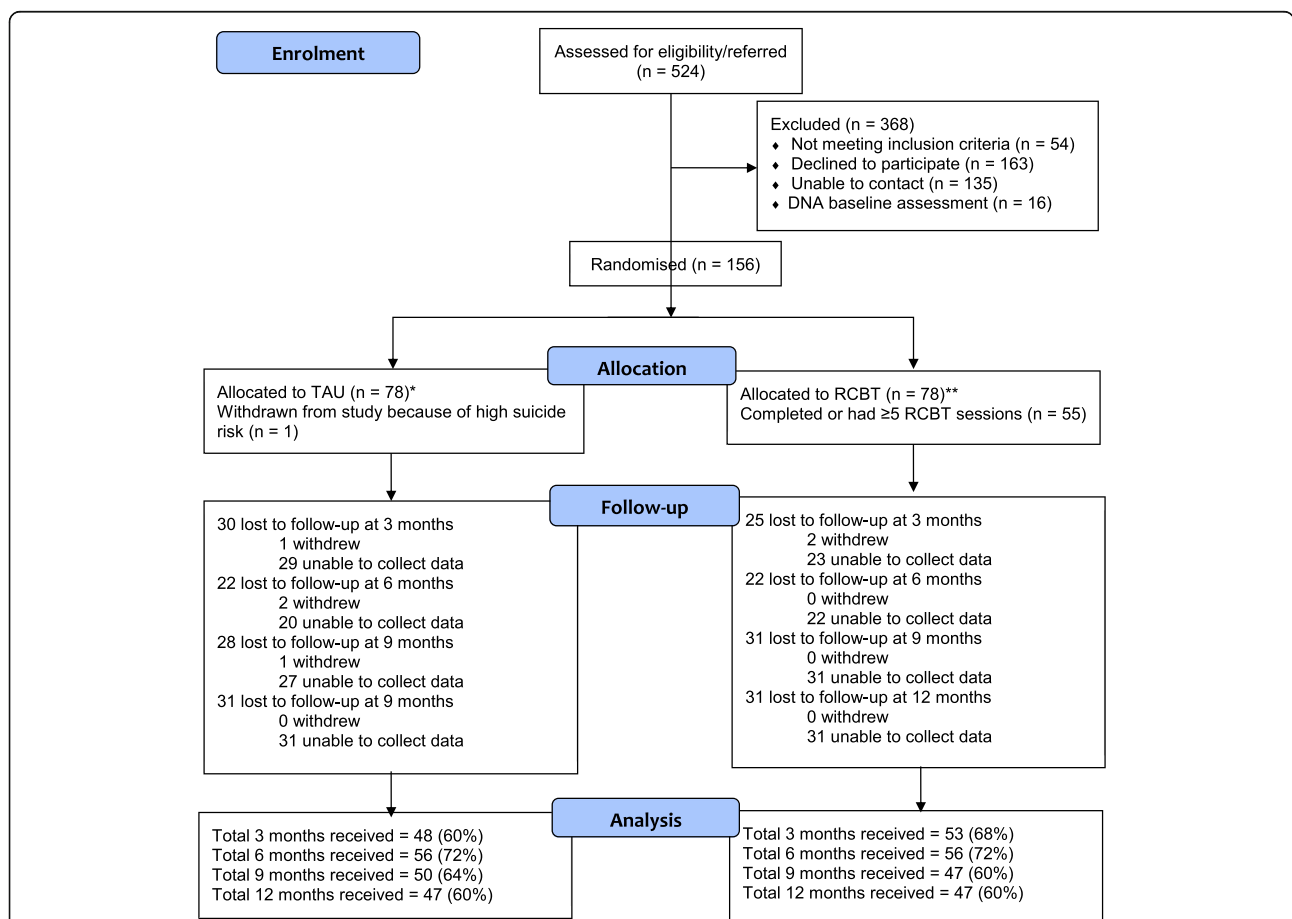 Enrolment
Assessed for eligibility/referred
(n = 524)
Excluded (n = 368)
♦ Not meeting inclusion criteria (n = 54)
♦ Declined to participate (n = 163)
♦ Unable to contact (n = 135)
♦ DNA baseline assessment (n = 16)
Randomised (n = 156)
Allocation
Allocated to TAU (n = 78)*
Withdrawn from study because of high suicide
risk (n = 1)
Allocated to RCBT (n = 78)**
Completed or had ≥5 RCBT sessions (n = 55)
Follow-up
30 lost to follow-up at 3 months
1 withdrew
29 unable to collect data
22 lost to follow-up at 6 months
2 withdrew
20 unable to collect data
28 lost to follow-up at 9 months
1 withdrew
27 unable to collect data
31 lost to follow-up at 9 months
0 withdrew
31 unable to collect data
25 lost to follow-up at 3 months
2 withdrew
23 unable to collect data
22 lost to follow-up at 6 months
0 withdrew
22 unable to collect data
31 lost to follow-up at 9 months
0 withdrew
31 unable to collect data
31 lost to follow-up at 12 months
0 withdrew
31 unable to collect data
Analysis
Total 3 months received = 48 (60%)
Total 6 months received = 56 (72%)
Total 9 months received = 50 (64%)
Total 12 months received = 47 (60%)
Total 3 months received = 53 (68%)
Total 6 months received = 56 (72%)
Total 9 months received = 47 (60%)
Total 12 months received = 47 (60%)